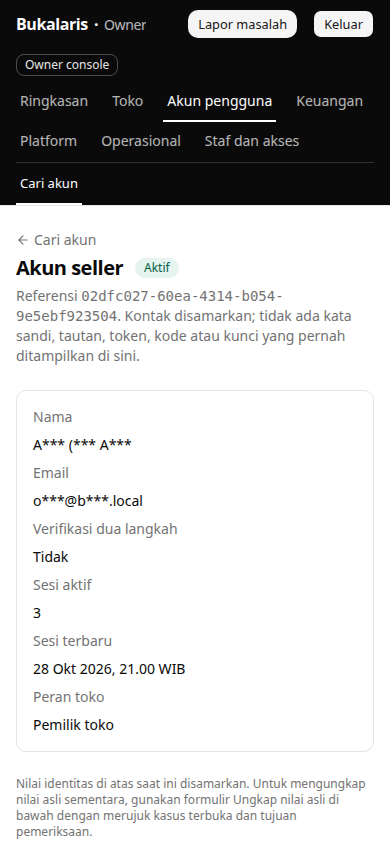 Bukalaris · Owner
Lapor masalah
Keluar
Owner console
Ringkasan Toko Akun pengguna Keuangan
Platform Operasional Staf dan akses
Cari akun
← Cari akun
Akun seller Aktif
Referensi 02dfc027-60ea-4314-b054-
9e5ebf923504. Kontak disamarkan; tidak ada kata
sandi, tautan, token, kode atau kunci yang pernah
ditampilkan di sini.
Nama
A*** (*** A***
Email
o***@b***.local
Verifikasi dua langkah
Tidak
Sesi aktif
3
Sesi terbaru
28 Okt 2026, 21.00 WIB
Peran toko
Pemilik toko
Nilai identitas di atas saat ini disamarkan. Untuk mengungkap
nilai asli sementara, gunakan formulir Ungkap nilai asli di
bawah dengan merujuk kasus terbuka dan tujuan
pemeriksaan.